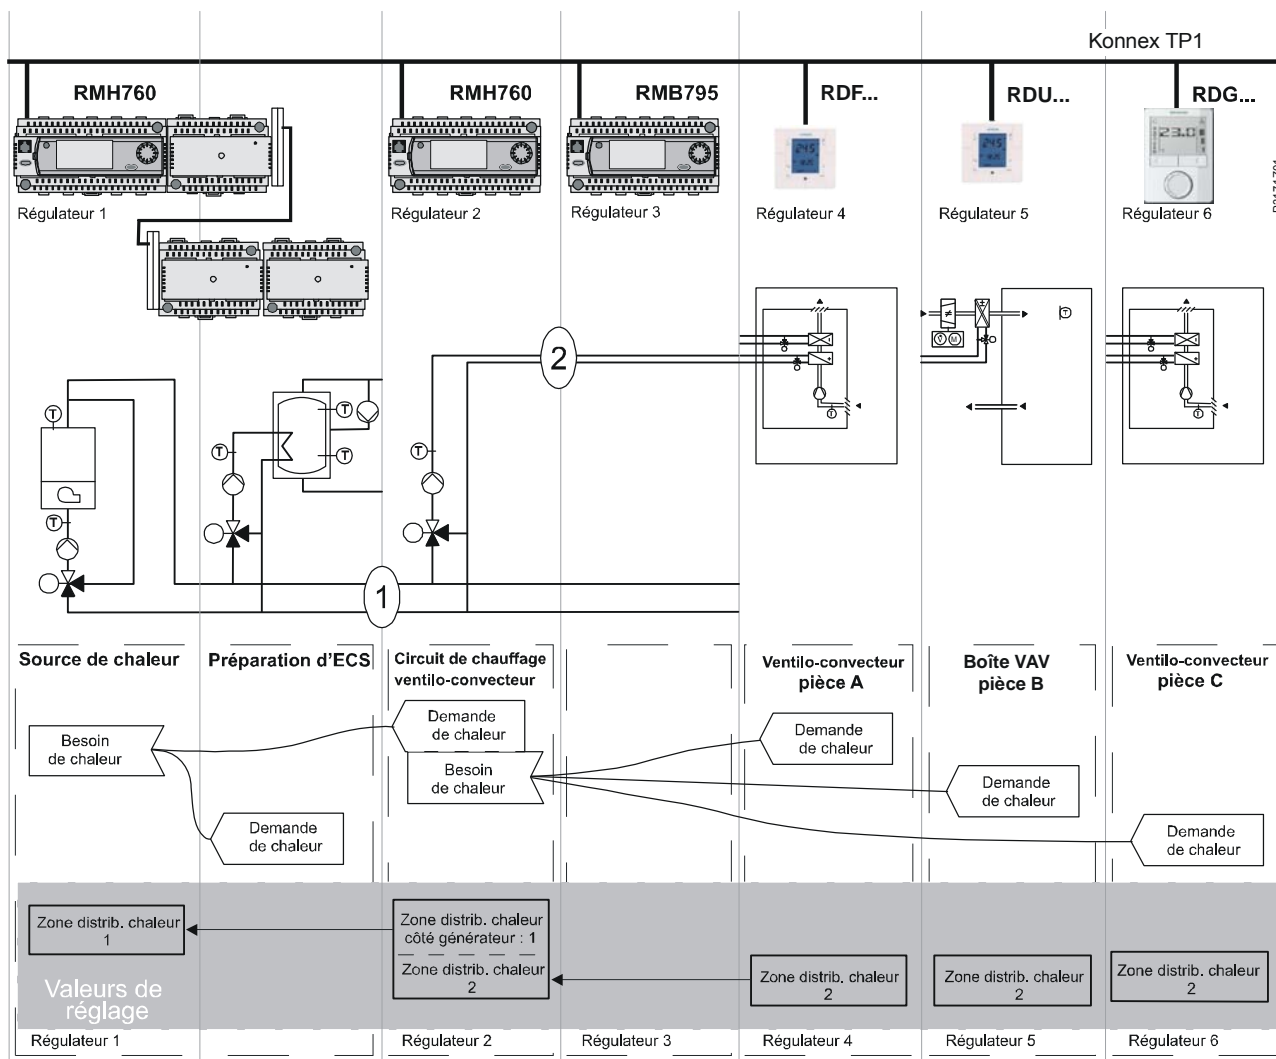 Konnex TP1
RMH760
RMH760
RMB795
RDF...
RDU...
RDG...
Régulateur 1
Régulateur 2
Régulateur 3
Régulateur 4
Régulateur 5
Régulateur 6
23.0
2
1
T
T
T
T
T
T
T
T
T
M
Source de chaleur
Préparation d'ECS
Circuit de chauffage
ventilo-convecteur
Ventilo-convecteur
pièce A
Boîte VAV
pièce B
Ventilo-convecteur
pièce C
Besoin
de chaleur
Demande
de chaleur
Demande
de chaleur
Besoin
de chaleur
Demande
de chaleur
Demande
de chaleur
Demande
de chaleur
Zone distrib. chaleur
1
Zone distrib. chaleur
côté générateur : 1
Zone distrib. chaleur
2
Zone distrib. chaleur
2
Zone distrib. chaleur
2
Zone distrib. chaleur
2
Valeurs de
réglage
Régulateur 1
Régulateur 2
Régulateur 3
Régulateur 4
Régulateur 5
Régulateur 6